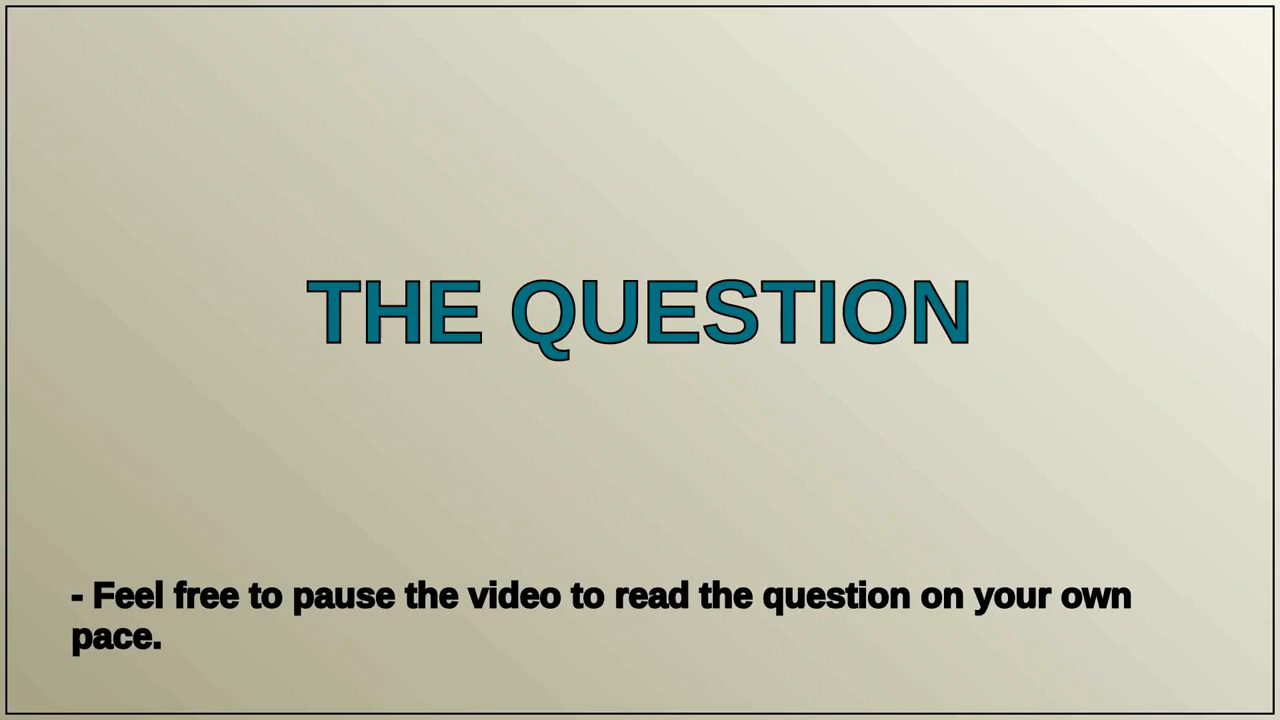 THE QUESTION
- Feel free to pause the video to read the question on your own
pace.